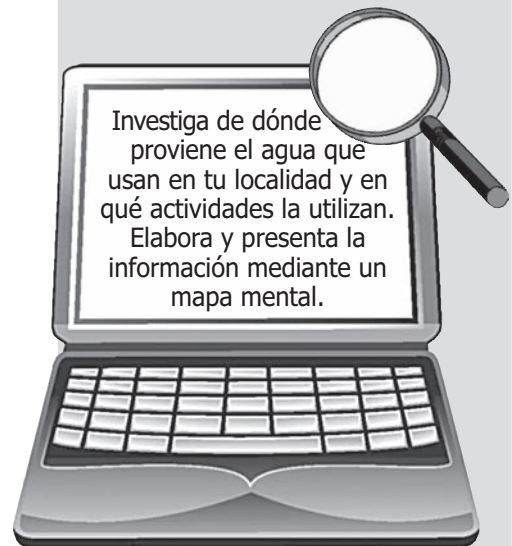 Investiga de dónde
proviene el agua que
usan en tu localidad y en
qué actividades la utilizan.
Elabora y presenta la
información mediante un
mapa mental.